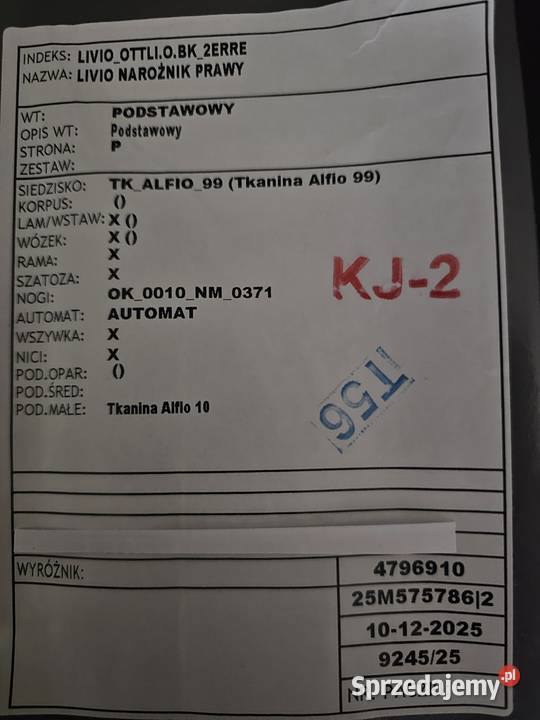 INDEKS: LIVIO_OTTLI.O.BK_2ERRE
NAZWA: LIVIO NAROŻNIK PRAWY
WT: PODSTAWOWY
OPIS WT: Podstawowy
STRONA: P
ZESTAW:
SIEDZISKO: TK_ALFIO_99 (Tkanina Alfio 99)
KORPUS: ()
LAM/WSTAW: X ()
WÓZEK: X ()
RAMA: X
SZATOZA: X
NOGI: OK_0010_NM_0371
AUTOMAT: AUTOMAT
WSZYWKA: X
NICI: X
POD.OPAR: ()
POD.ŚRED:
POD.MAŁE: Tkanina Alfio 10
KJ-2
T56
WYRÓŻNIK:
4796910
25M575786|2
10-12-2025
9245/25
Sprzedajemy.pl